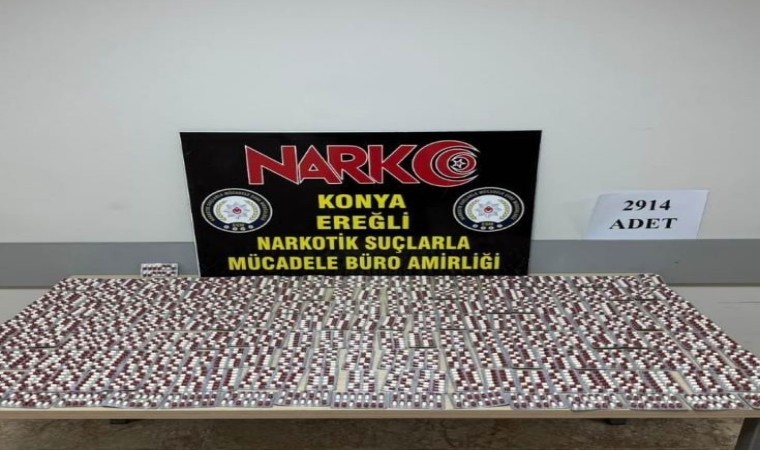 NARKO
KONYA
EREĞLİ
NARKOTİK SUÇLARLA
MÜCADELE BÜRO AMİRLİĞİ
2914
ADET